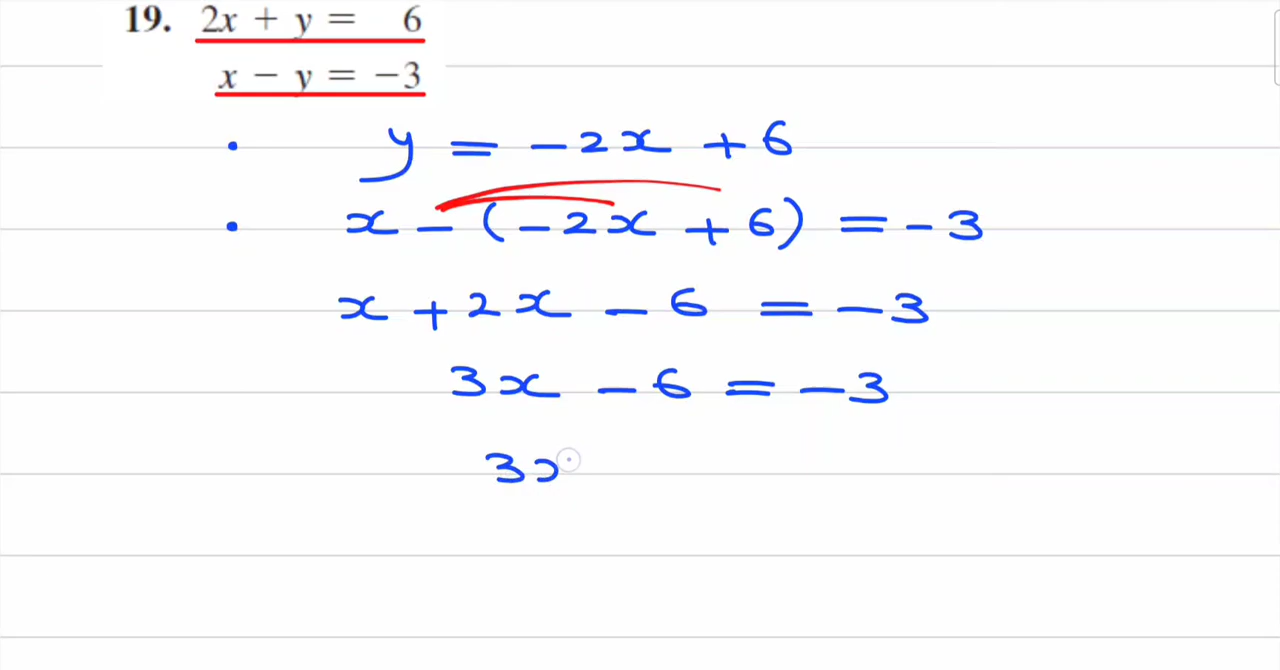 19. 2x + y = 6
x − y = −3
• y = −2x + 6
• x − (−2x + 6) = −3
x + 2x − 6 = −3
3x − 6 = −3
3x